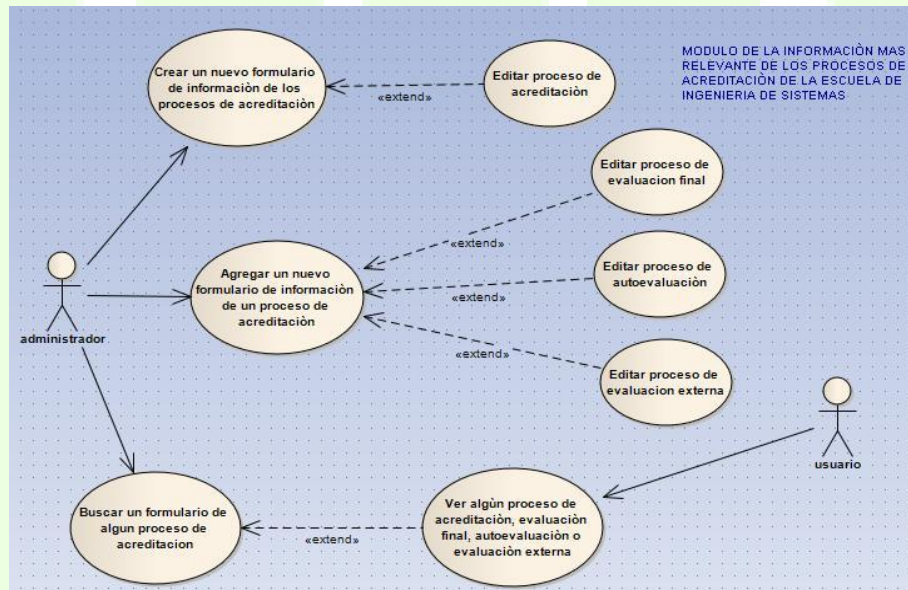 MODULO DE LA INFORMACIÒN MAS
RELEVANTE DE LOS PROCESOS DE
ACREDITACIÒN DE LA ESCUELA DE
INGENIERIA DE SISTEMAS
Crear un nuevo formulario
de informaciòn de los
procesos de acreditaciòn
«extend»
Editar proceso de
acreditaciòn
Editar proceso de
evaluacion final
«extend»
Agregar un nuevo
formulario de informaciòn
de un proceso de
acreditaciòn
«extend»
Editar proceso de
autoevaluaciòn
«extend»
Editar proceso de
evaluacion externa
administrador
usuario
Buscar un formulario de
algun proceso de
acreditacion
«extend»
Ver algùn proceso de
acreditaciòn, evaluaciòn
final, autoevaluaciòn o
evaluaciòn externa